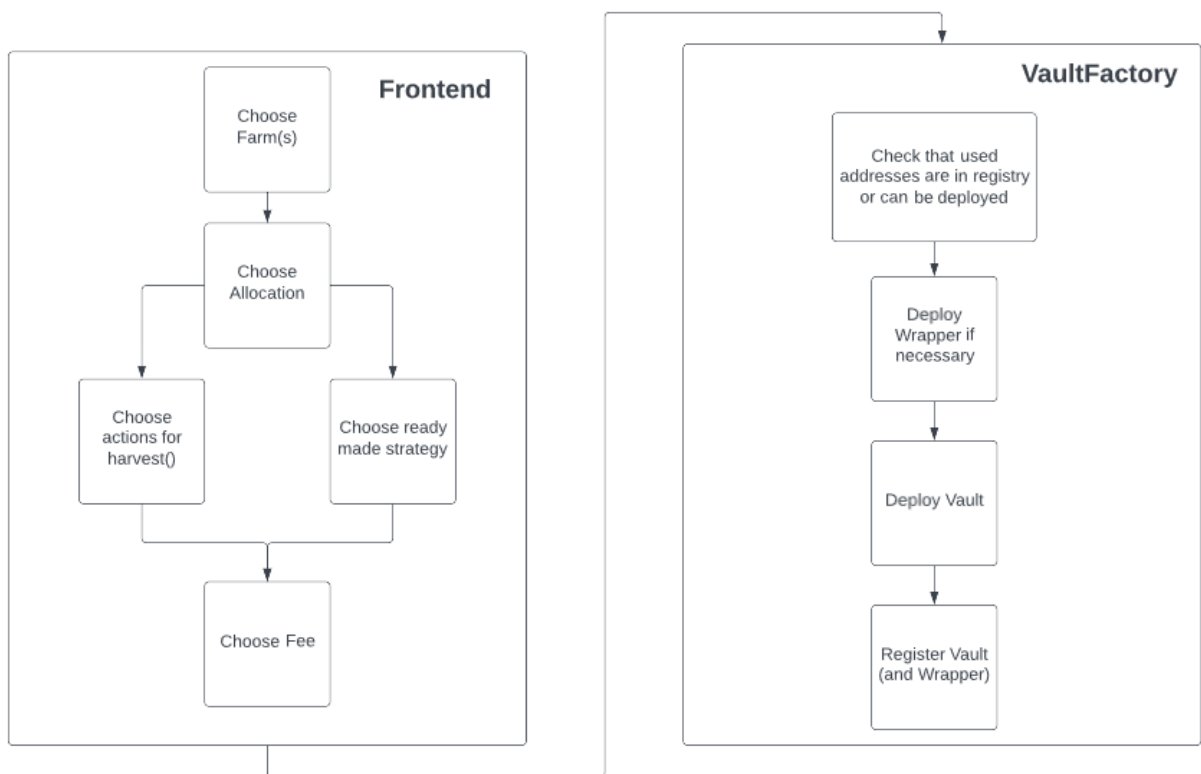 Frontend
Choose
Farm(s)
Choose
Allocation
Choose
actions for
harvest()
Choose ready
made strategy
Choose Fee
VaultFactory
Check that used
addresses are in registry
or can be deployed
Deploy
Wrapper if
necessary
Deploy Vault
Register Vault
(and Wrapper)